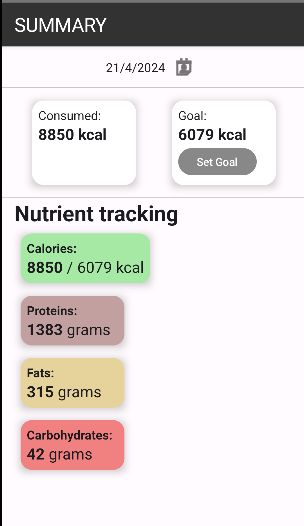 SUMMARY
21/4/2024
Consumed:
8850 kcal
Goal:
6079 kcal
Set Goal
Nutrient tracking
Calories:
8850 / 6079 kcal
Proteins:
1383 grams
Fats:
315 grams
Carbohydrates:
42 grams